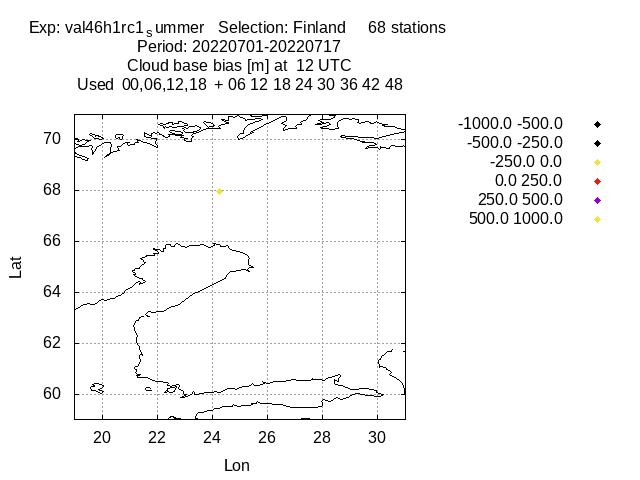 Exp: val46h1rc1summer   Selection: Finland     68 stations
Period: 20220701-20220717
Cloud base bias [m] at  12 UTC
Used  00,06,12,18  + 06 12 18 24 30 36 42 48
-1000.0 -500.0
-500.0 -250.0
-250.0 0.0
0.0 250.0
250.0 500.0
500.0 1000.0
70
68
66
64
62
60
Lat
20 22 24 26 28 30
Lon